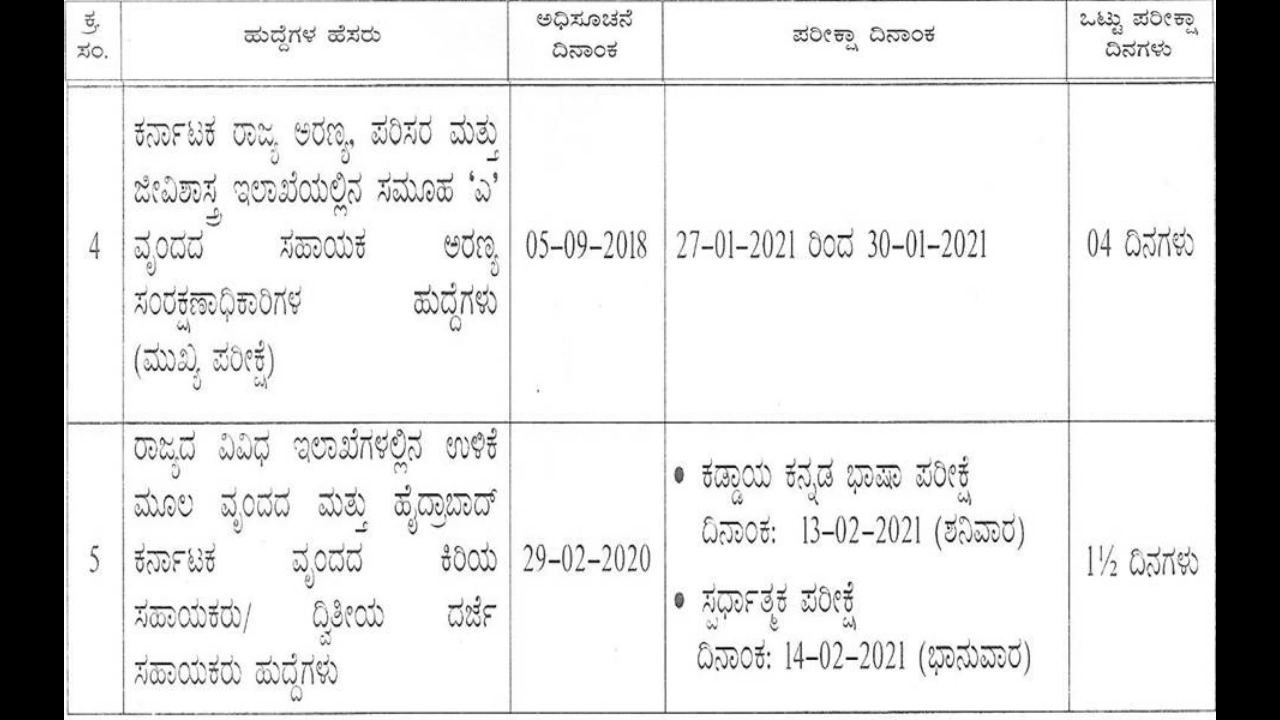 ಕ್ರ. ಸಂ.
ಹುದ್ದೆಗಳ ಹೆಸರು
ಅಧಿಸೂಚನೆ ದಿನಾಂಕ
ಪರೀಕ್ಷಾ ದಿನಾಂಕ
ಒಟ್ಟು ಪರೀಕ್ಷಾ ದಿನಗಳು
4
ಕರ್ನಾಟಕ ರಾಜ್ಯ ಅರಣ್ಯ, ಪರಿಸರ ಮತ್ತು
ಜೀವಿಶಾಸ್ತ್ರ ಇಲಾಖೆಯಲ್ಲಿನ ಸಮೂಹ ‘ಎ’
ವೃಂದದ ಸಹಾಯಕ ಅರಣ್ಯ
ಸಂರಕ್ಷಣಾಧಿಕಾರಿಗಳ ಹುದ್ದೆಗಳು
(ಮುಖ್ಯ ಪರೀಕ್ಷೆ)
05-09-2018
27-01-2021 ರಿಂದ 30-01-2021
04 ದಿನಗಳು
5
ರಾಜ್ಯದ ವಿವಿಧ ಇಲಾಖೆಗಳಲ್ಲಿನ ಉಳಿಕೆ
ಮೂಲ ವೃಂದದ ಮತ್ತು ಹೈದ್ರಾಬಾದ್
ಕರ್ನಾಟಕ ವೃಂದದ ಕಿರಿಯ
ಸಹಾಯಕರು/ ದ್ವಿತೀಯ ದರ್ಜೆ
ಸಹಾಯಕರು ಹುದ್ದೆಗಳು
29-02-2020
• ಕಡ್ಡಾಯ ಕನ್ನಡ ಭಾಷಾ ಪರೀಕ್ಷೆ
ದಿನಾಂಕ: 13-02-2021 (ಶನಿವಾರ)
• ಸ್ಪರ್ಧಾತ್ಮಕ ಪರೀಕ್ಷೆ
ದಿನಾಂಕ: 14-02-2021 (ಭಾನುವಾರ)
1½ ದಿನಗಳು